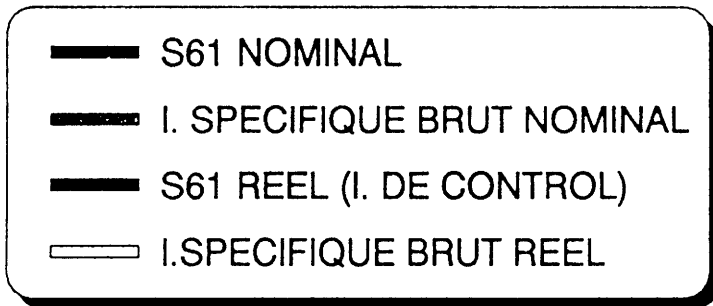 S61 NOMINAL
I. SPECIFIQUE BRUT NOMINAL
S61 REEL (I. DE CONTROL)
I.SPECIFIQUE BRUT REEL